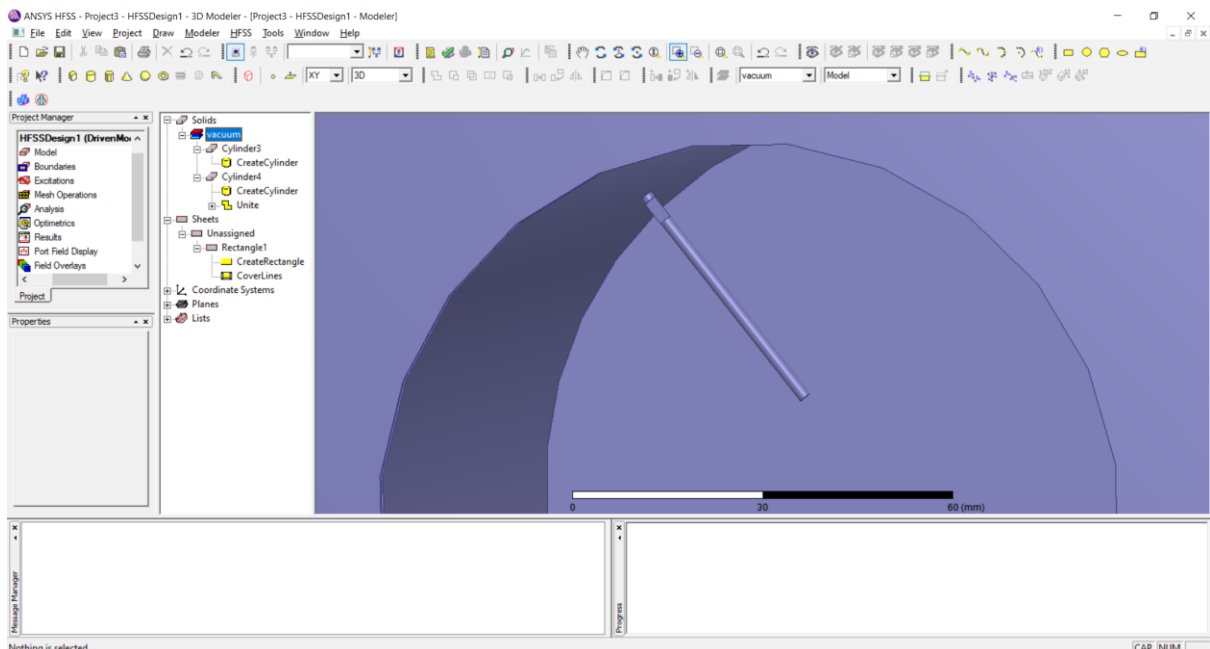 ANSYS HFSS - Project3 - HFSSDesign1 - 3D Modeler - [Project3 - HFSSDesign1 - Modeler]
File Edit View Project Draw Modeler HFSS Tools Window Help
XY 3D vacuum Model
Project Manager
HFSSDesign1 (DrivenMo
Model
Boundaries
Excitations
Mesh Operations
Analysis
Optimetrics
Results
Port Field Display
Field Overlays
Project
Properties
Solids
vacuum
Cylinder3
CreateCylinder
Cylinder4
CreateCylinder
Unite
Sheets
Unassigned
Rectangle1
CreateRectangle
CoverLines
Coordinate Systems
Planes
Lists
0 30 60 (mm)
Message Manager
Progress
Nothing is selected
CAP NUM